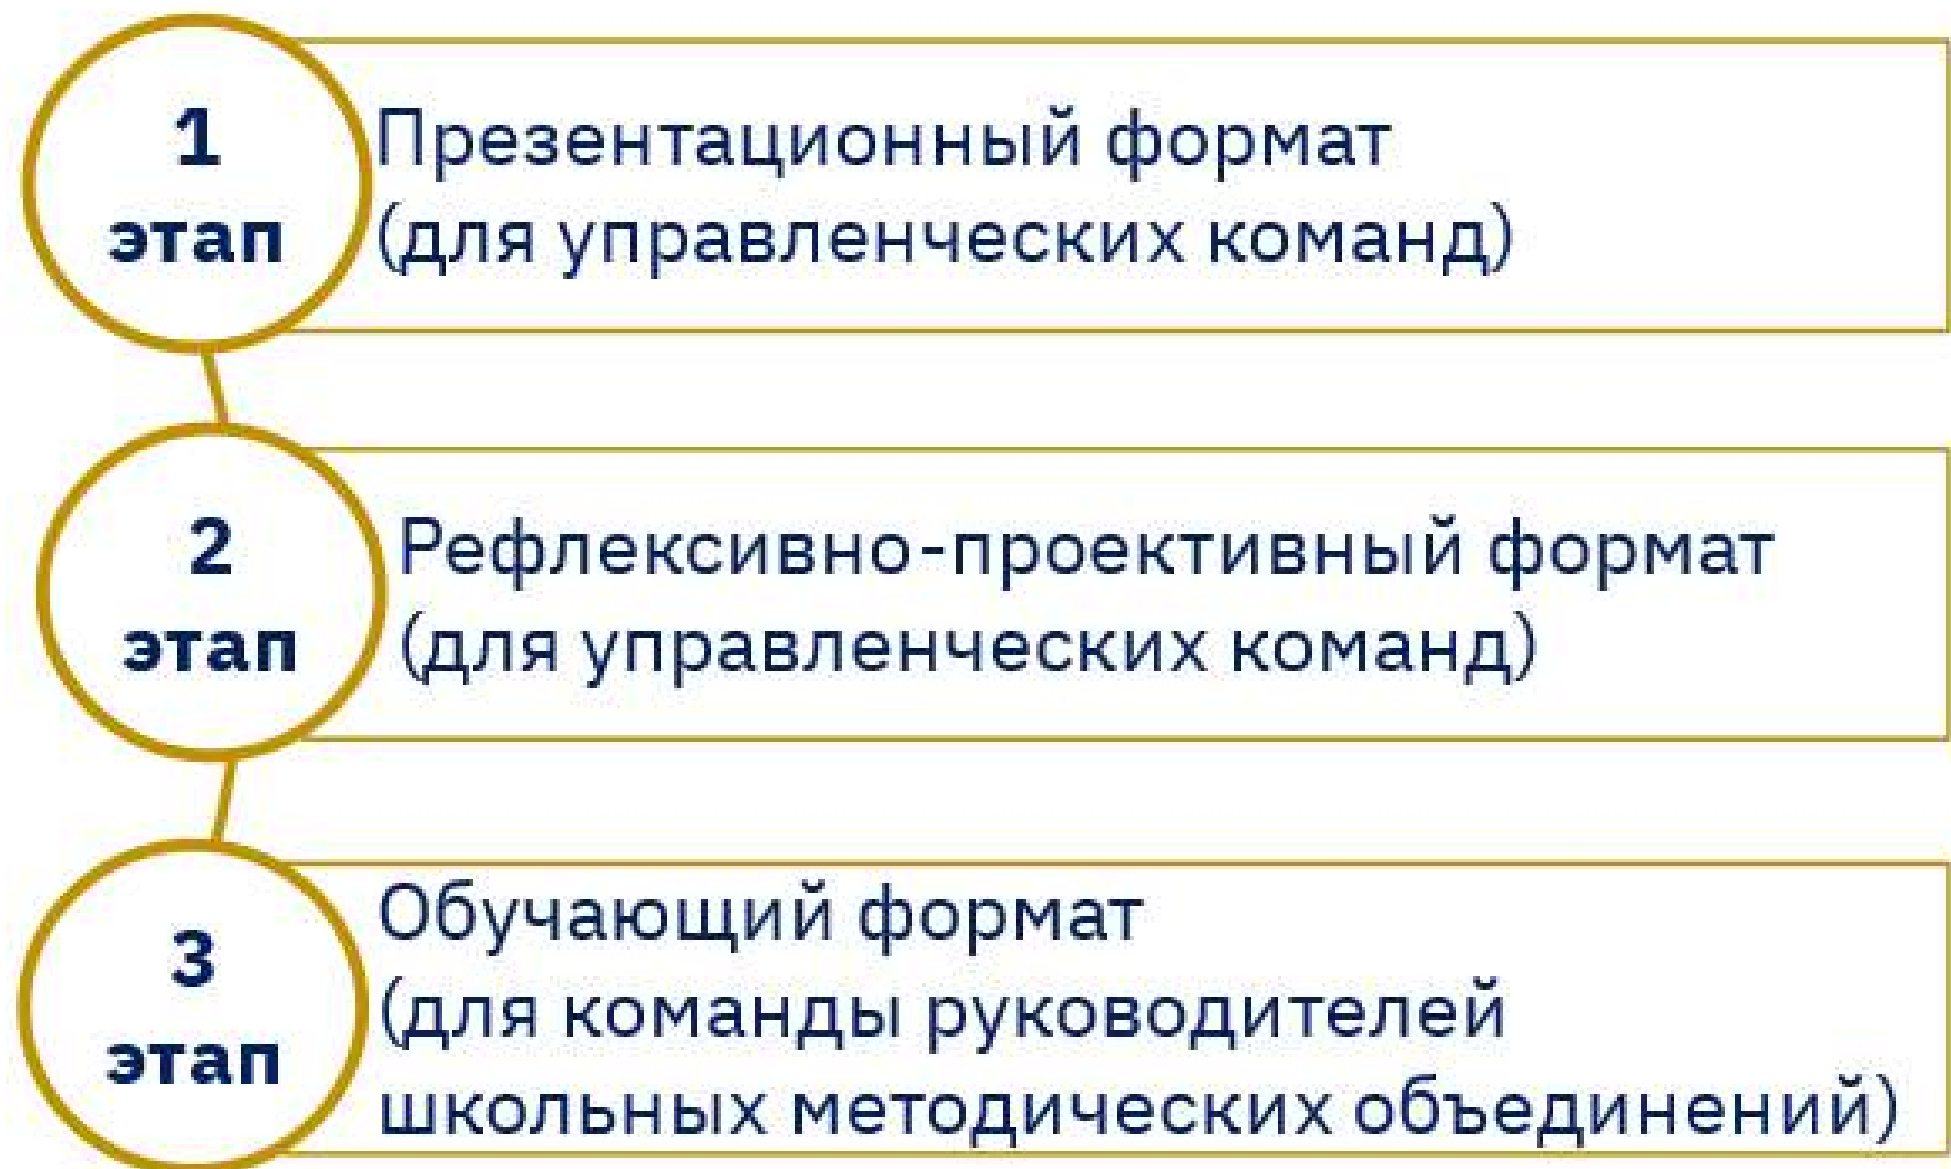 1
этап
Презентационный формат
(для управленческих команд)
2
этап
Рефлексивно-проективный формат
(для управленческих команд)
3
этап
Обучающий формат
(для команды руководителей
школьных методических объединений)